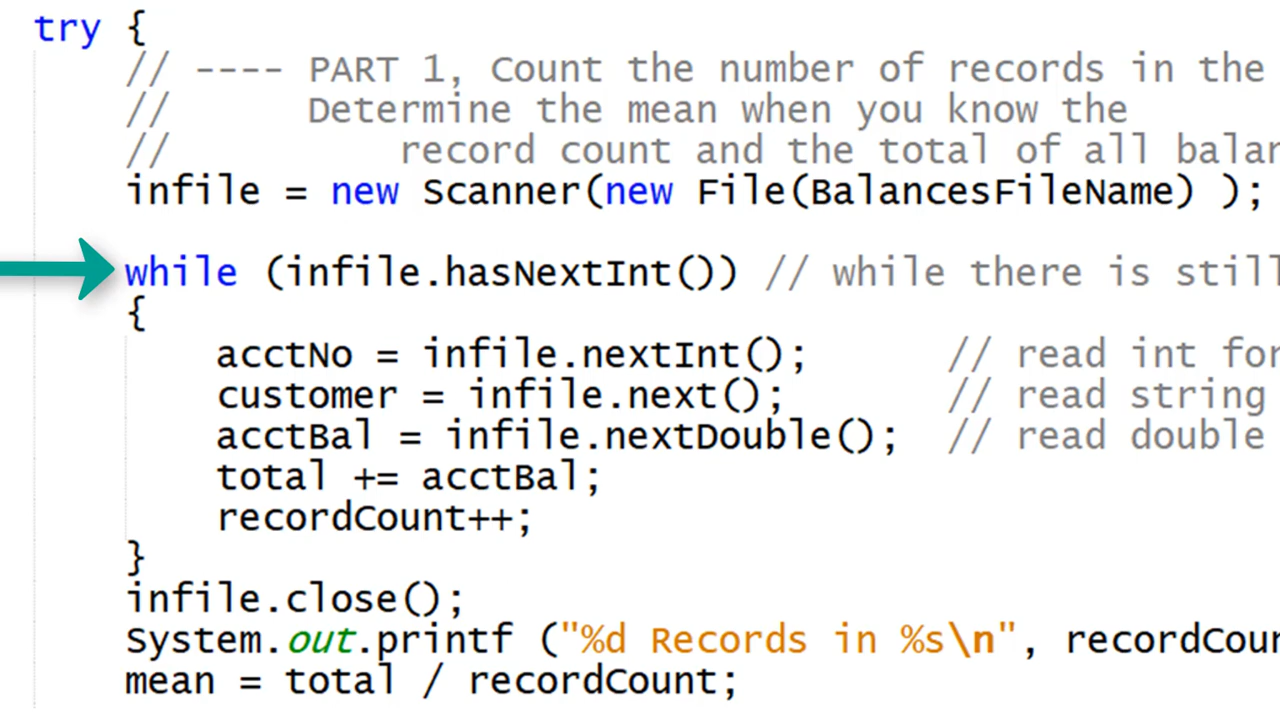 try {
// ---- PART 1, Count the number of records in the
// Determine the mean when you know the
// record count and the total of all
infile = new Scanner(new File(BalancesFileName) );
while (infile.hasNextInt()) // while there is still
{
acctNo = infile.nextInt(); // read int for
customer = infile.next(); // read string
acctBal = infile.nextDouble(); // read double
total += acctBal;
recordCount++;
}
infile.close();
System.out.printf ("%d Records in %s\n",
mean = total / recordCount;